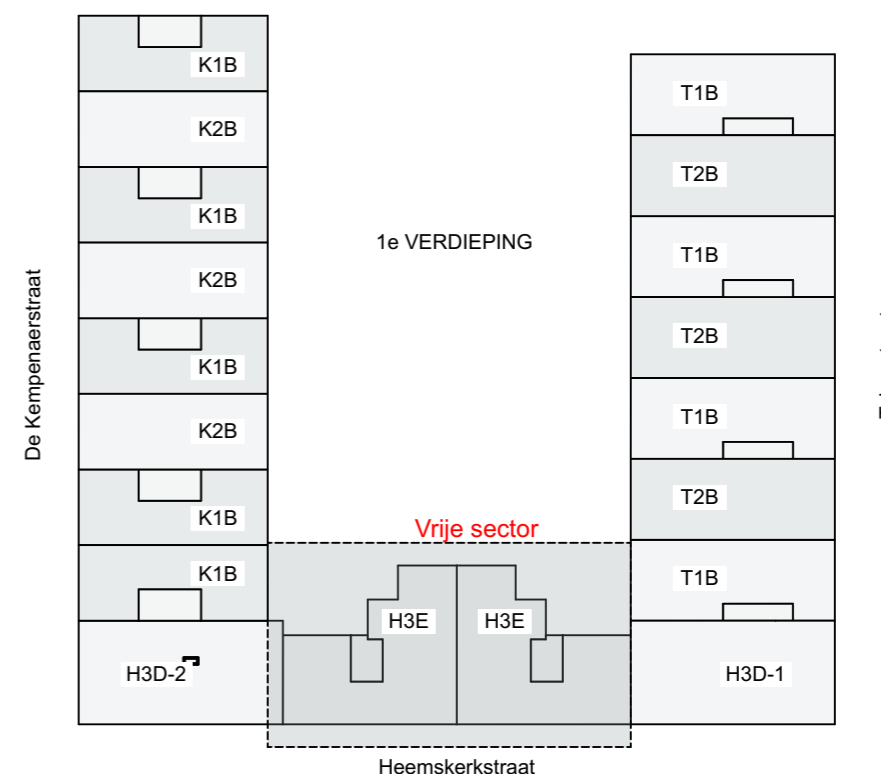 K1B
K2B
K1B
K2B
K1B
K2B
K1B
K1B
H3D-2
De Kempenaerstraat
1e VERDIEPING
Vrije sector
H3E
H3E
Heemskerkstraat
T1B
T2B
T1B
T2B
T1B
T2B
T1B
H3D-1